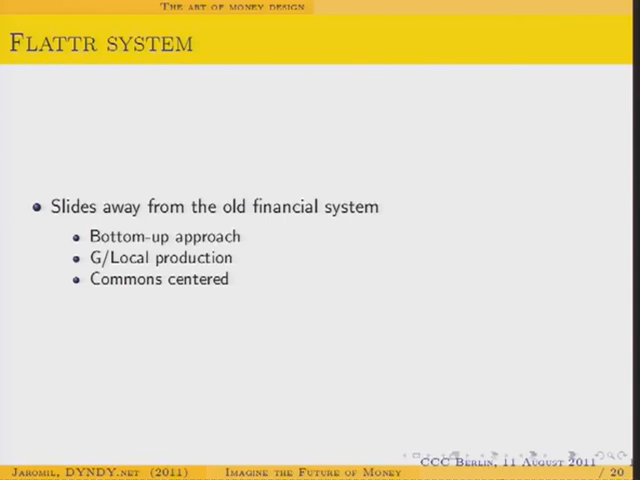 The art of money design
Flattr system
Slides away from the old financial system
Bottom-up approach
G/Local production
Commons centered
CCC Berlin, 11 August 2011
Jaromil, DYNDY.net (2011) Imagine the Future of Money / 20